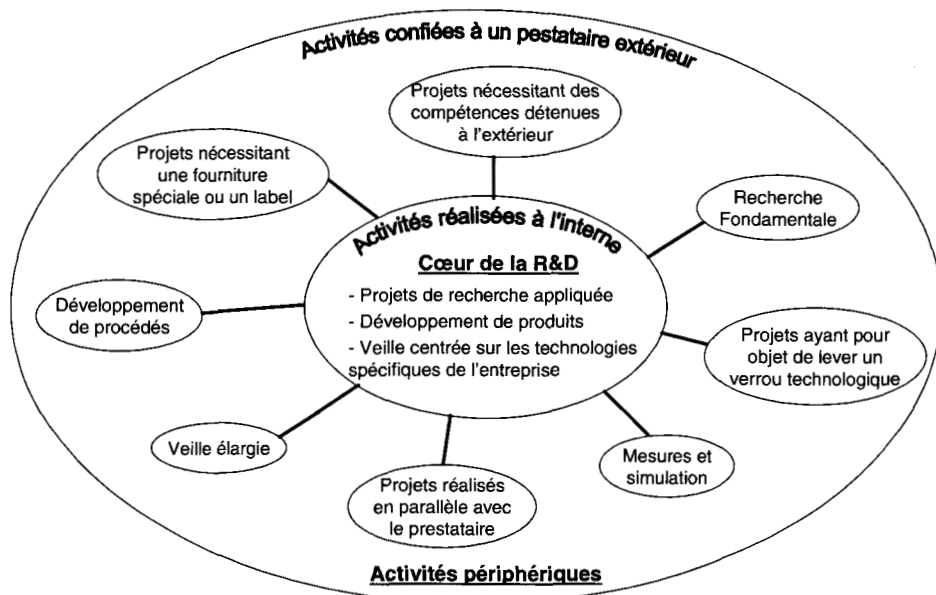 Activités confiées à un pestataire extérieur
Projets nécessitant des
compétences détenues
à l'extérieur
Projets nécessitant
une fourniture
spéciale ou un label
Recherche
Fondamentale
Activités réalisées à l'interne
Cœur de la R&D
- Projets de recherche appliquée
- Développement de produits
- Veille centrée sur les technologies
spécifiques de l'entreprise
Développement
de procédés
Projets ayant pour
objet de lever un
verrou technologique
Veille élargie
Mesures et
simulation
Projets réalisés
en parallèle avec
le prestataire
Activités périphériques